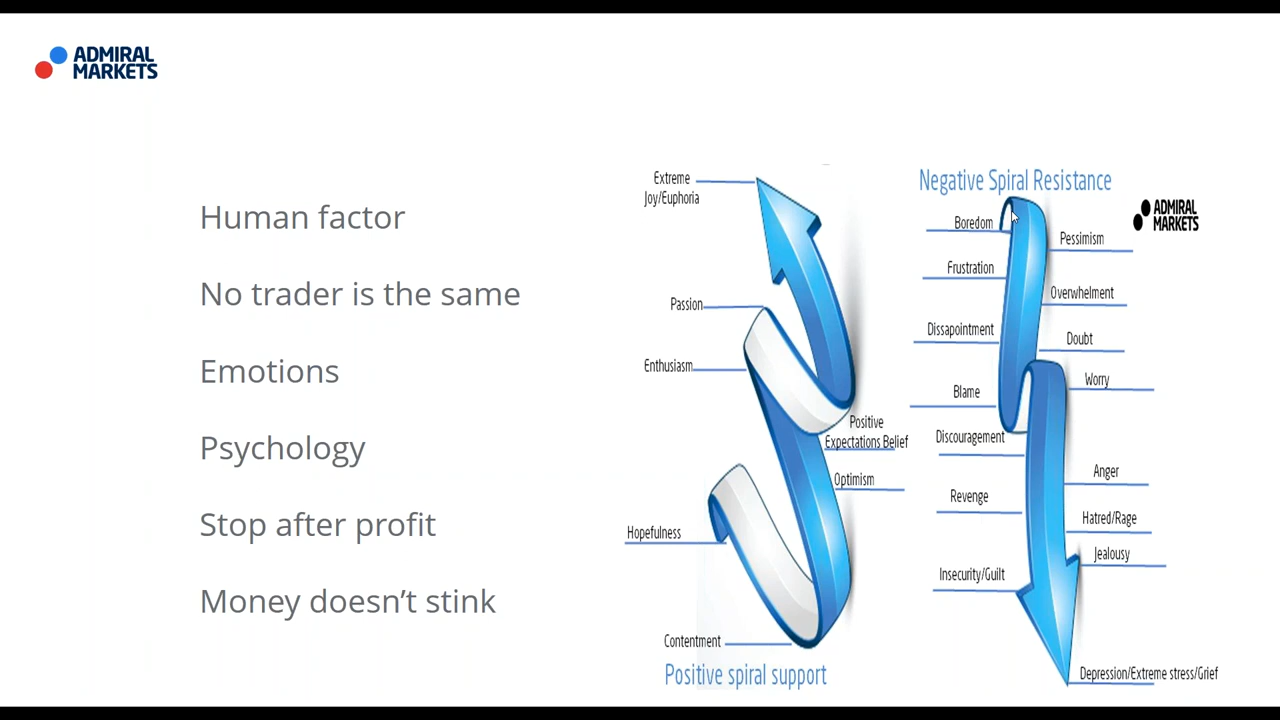 ADMIRAL
MARKETS
Human factor
No trader is the same
Emotions
Psychology
Stop after profit
Money doesn’t stink
Extreme
Joy/Euphoria
Passion
Enthusiasm
Positive
Expectations Belief
Optimism
Hopefulness
Contentment
Positive spiral support
Negative Spiral Resistance
ADMIRAL
MARKETS
Boredom
Pessimism
Frustration
Overwhelment
Dissapointment
Doubt
Worry
Blame
Discouragement
Anger
Revenge
Hatred/Rage
Jealousy
Insecurity/Guilt
Depression/Extreme stress/Grief